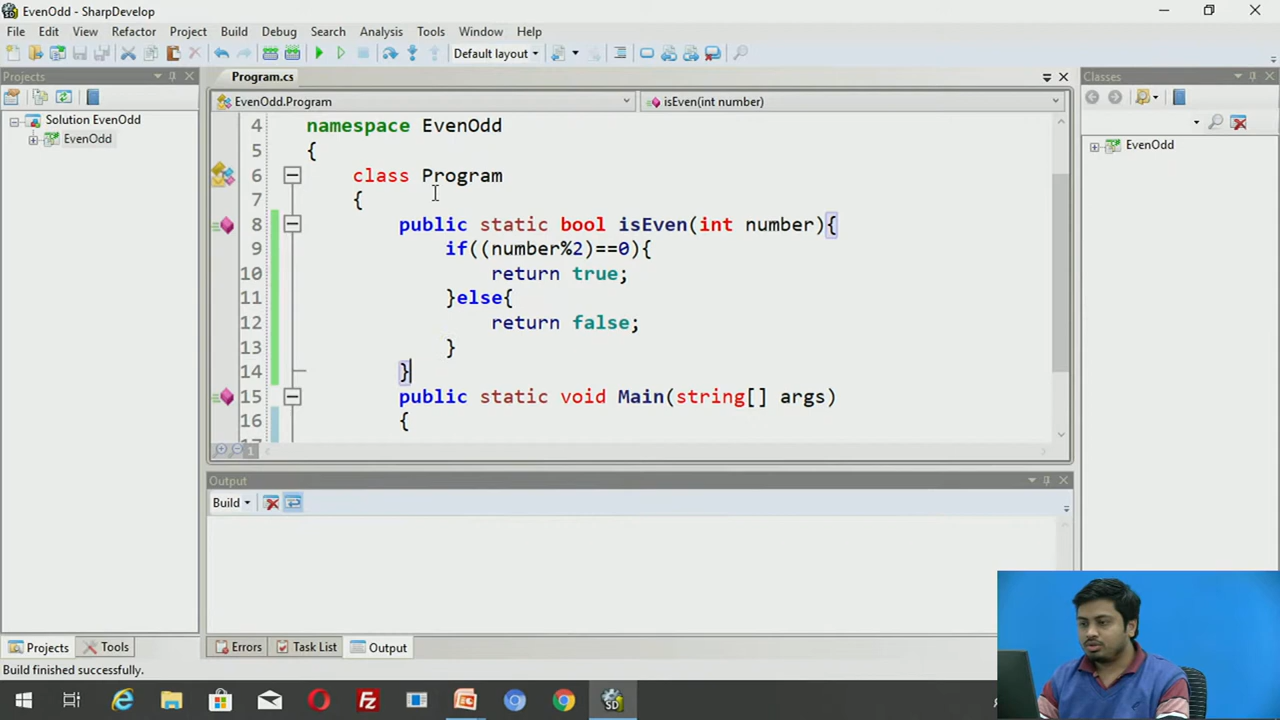 EvenOdd - SharpDevelop
File Edit View Refactor Project Build Debug Search Analysis Tools Window Help
Default layout
Projects
Program.cs
Classes
EvenOdd.Program
isEven(int number)
Solution EvenOdd
EvenOdd
EvenOdd
4 namespace EvenOdd
5 {
6 class Program
7 {
8 public static bool isEven(int number){
9 if((number%2)==0){
10 return true;
11 }else{
12 return false;
13 }
14 }
15 public static void Main(string[] args)
16 {
1
Output
Build
Projects Tools
Errors Task List Output
Build finished successfully.